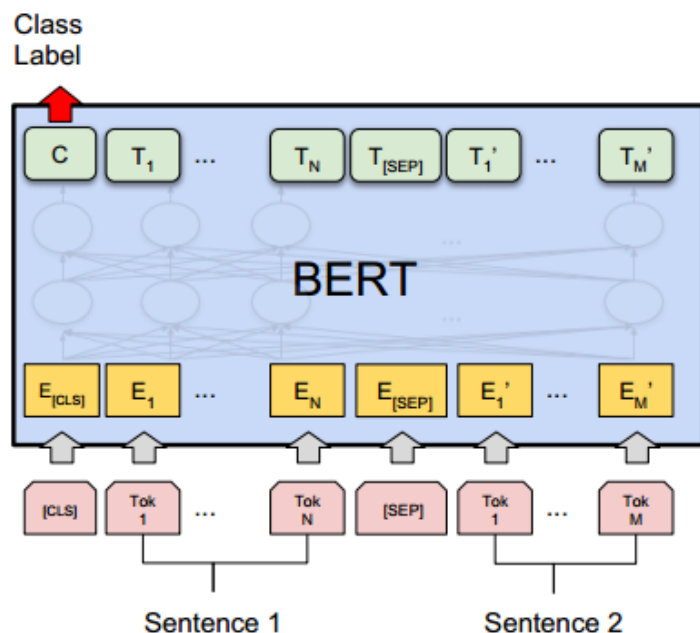 Class
Label
C T1 ... TN T[SEP] T1' ... TM'
...
BERT
...
E[CLS] E1 ... EN E[SEP] E1' ... EM'
[CLS] Tok 1 ... Tok N [SEP] Tok 1 ... Tok M
Sentence 1 Sentence 2